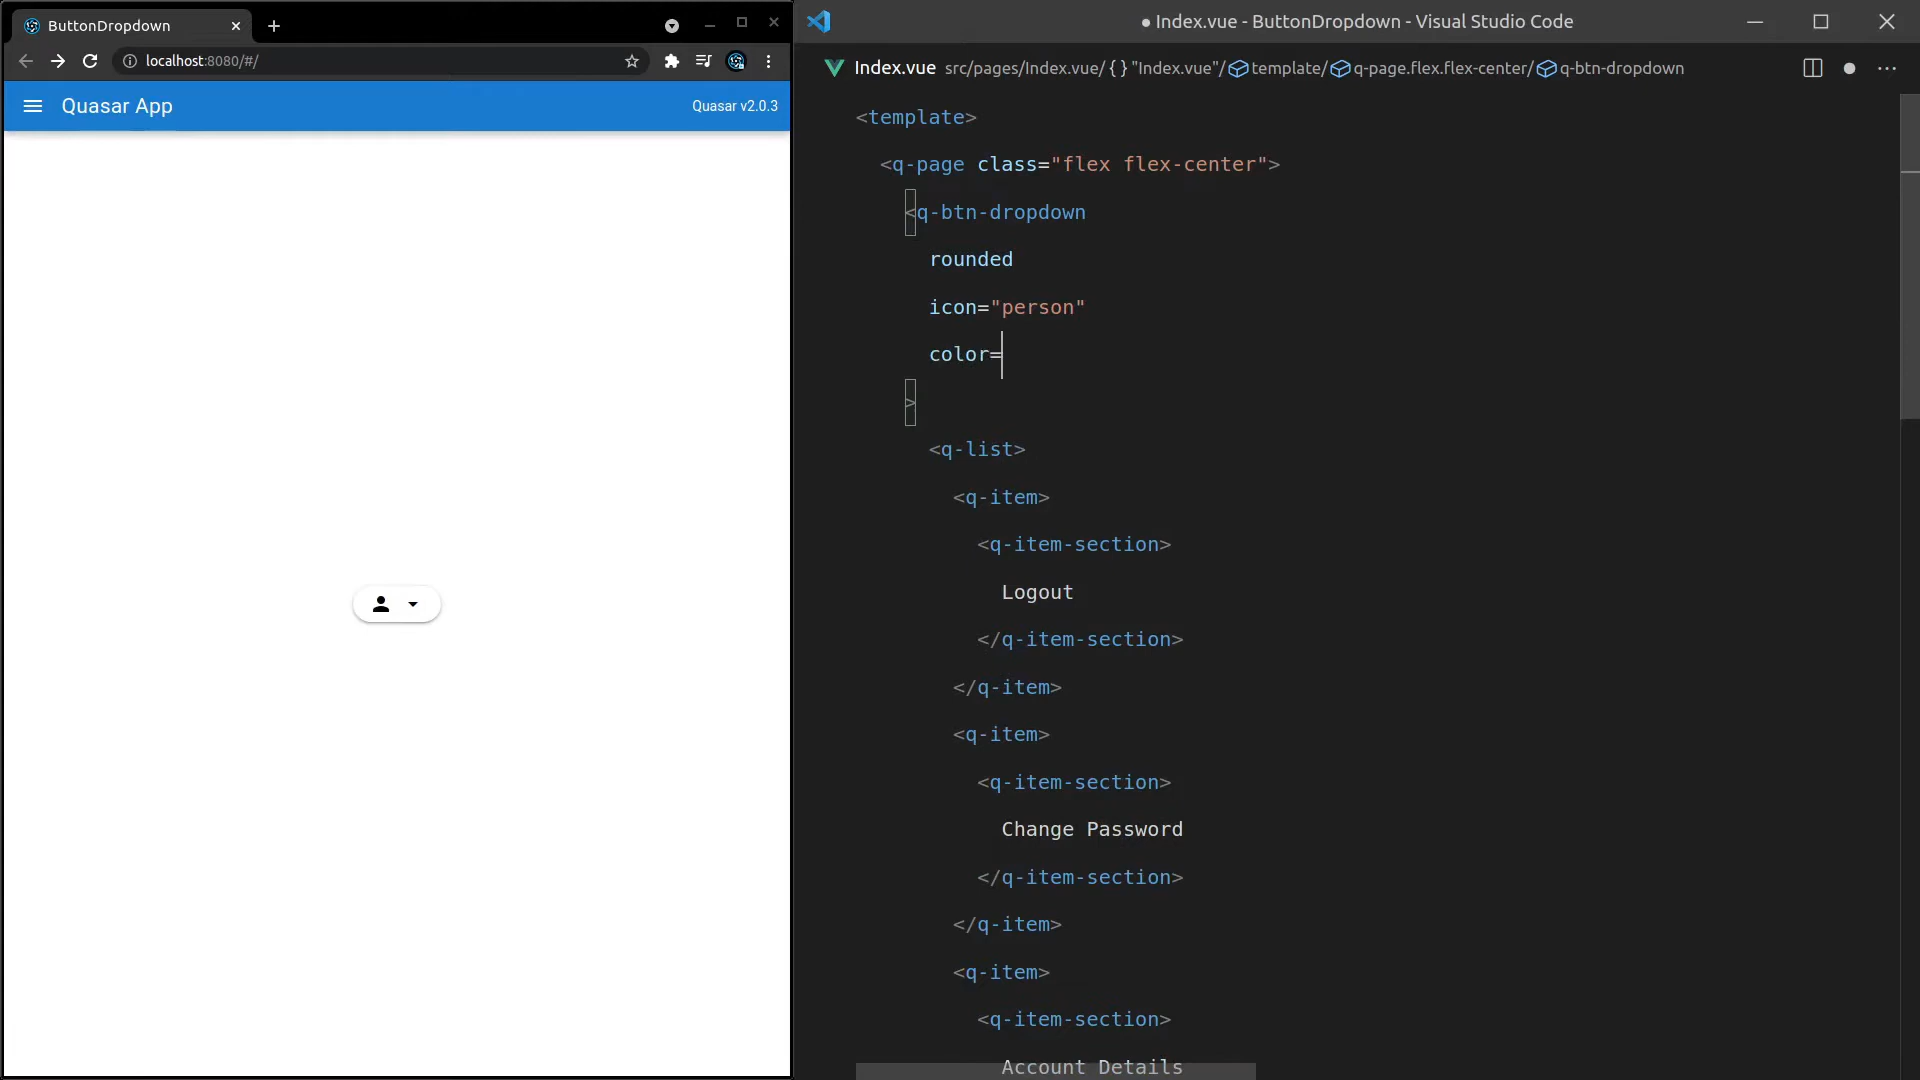 ButtonDropdown
localhost:8080/#/
Quasar App
Quasar v2.0.3
● Index.vue - ButtonDropdown - Visual Studio Code
Index.vue src/pages/Index.vue/ {} "Index.vue"/ template/ q-page.flex.flex-center/ q-btn-dropdown
<template>
<q-page class="flex flex-center">
<q-btn-dropdown
rounded
icon="person"
color=
>
<q-list>
<q-item>
<q-item-section>
Logout
</q-item-section>
</q-item>
<q-item>
<q-item-section>
Change Password
</q-item-section>
</q-item>
<q-item>
<q-item-section>
Account Details